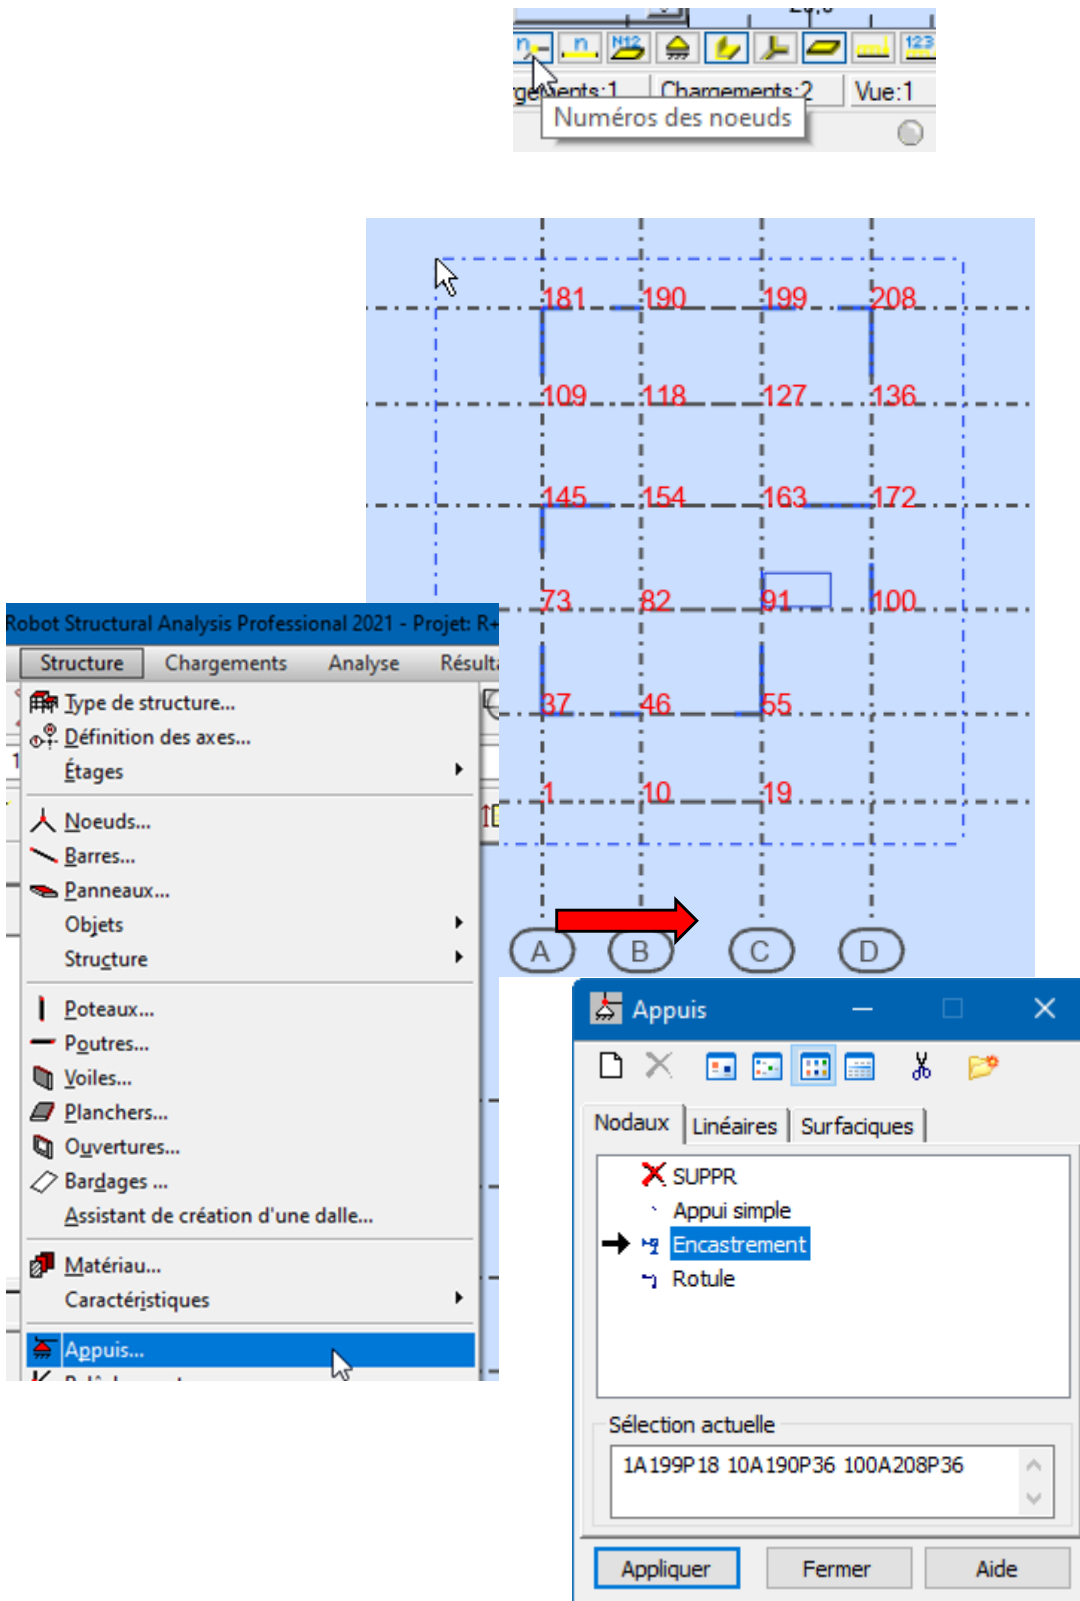 n n N12 123
Chargements:2 Vue:1
Numéros des noeuds
181 190 199 208
109 118 127 136
145 154 163 172
73 82 91 100
37 46 55
1 10 19
A B C D
Robot Structural Analysis Professional 2021 - Projet: R+
Structure Chargements Analyse
Type de structure...
Définition des axes...
Étages
Noeuds...
Barres...
Panneaux...
Objets
Structure
Poteaux...
Poutres...
Voiles...
Planchers...
Ouvertures...
Bardages ...
Assistant de création d'une dalle...
Matériau...
Caractéristiques
Appuis...
Appuis
Nodaux Linéaires Surfaciques
SUPPR
Appui simple
Encastrement
Rotule
Sélection actuelle
1A199P18 10A190P36 100A208P36
Appliquer Fermer Aide